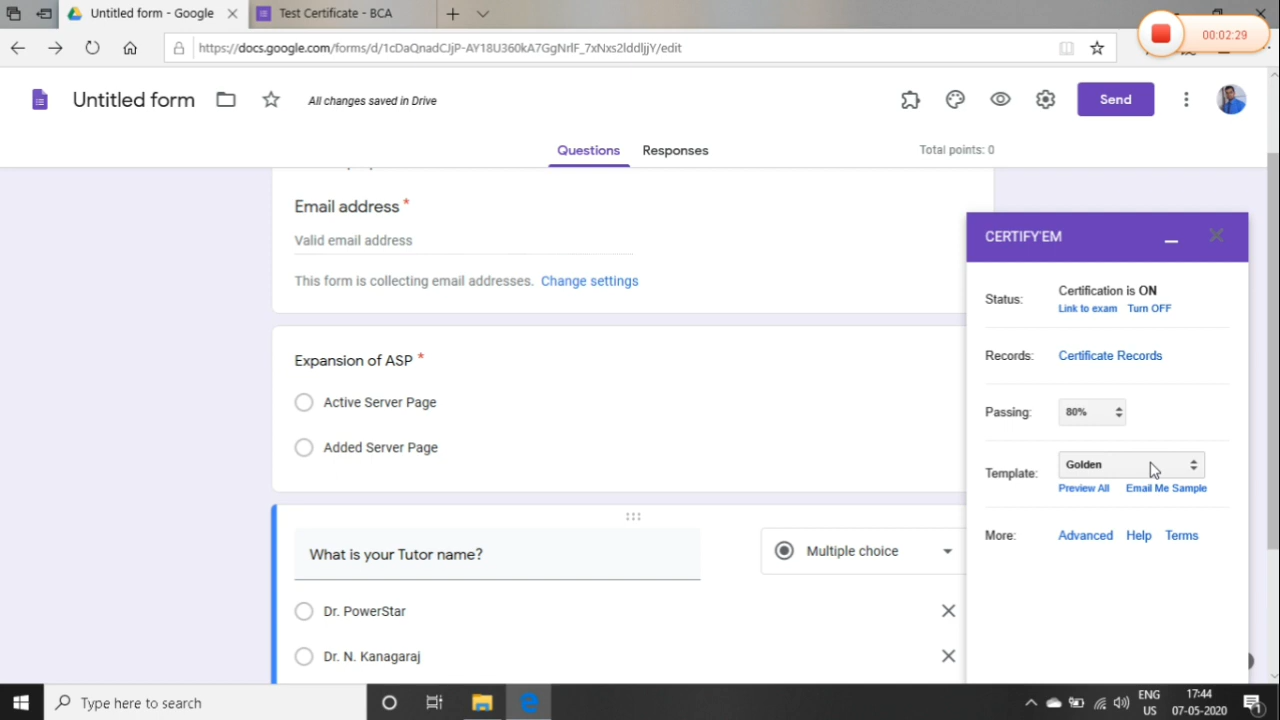 Untitled form - Google
Test Certificate - BCA
https://docs.google.com/forms/d/1cDaQnadCJjP-AY18U360kA7GgNrlF_7xNxs2lddljjY/edit
00:02:29
Untitled form
All changes saved in Drive
Send
Questions
Responses
Total points: 0
Email address *
Valid email address
This form is collecting email addresses. Change settings
Expansion of ASP *
Active Server Page
Added Server Page
What is your Tutor name?
Multiple choice
Dr. PowerStar
Dr. N. Kanagaraj
CERTIFY'EM
Status:
Certification is ON
Link to exam Turn OFF
Records:
Certificate Records
Passing:
80%
Template:
Golden
Preview All Email Me Sample
More:
Advanced Help Terms
Type here to search
ENG
US
17:44
07-05-2020
1